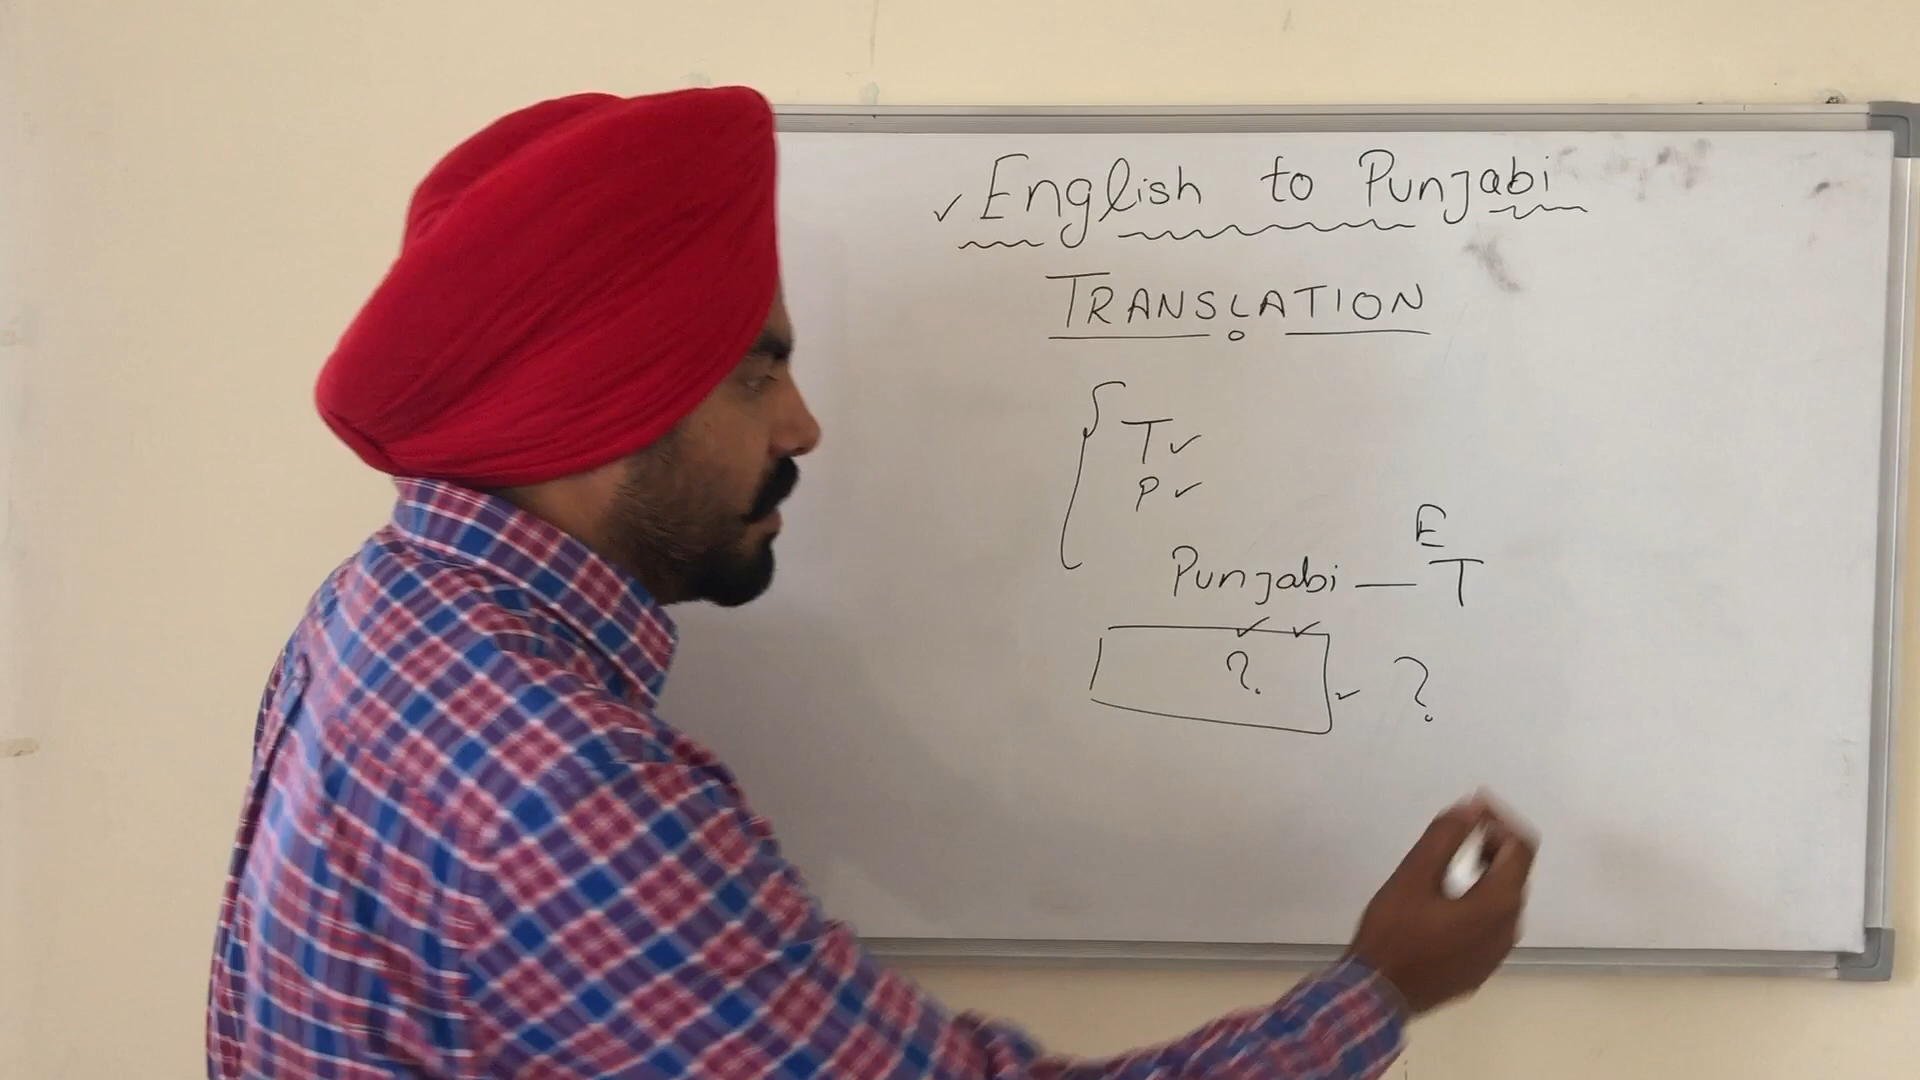 ✓ English to Punjabi
TRANSLATION
T ✓
P ✓
E
Punjabi — T
✓ ✓
? ✓ ?